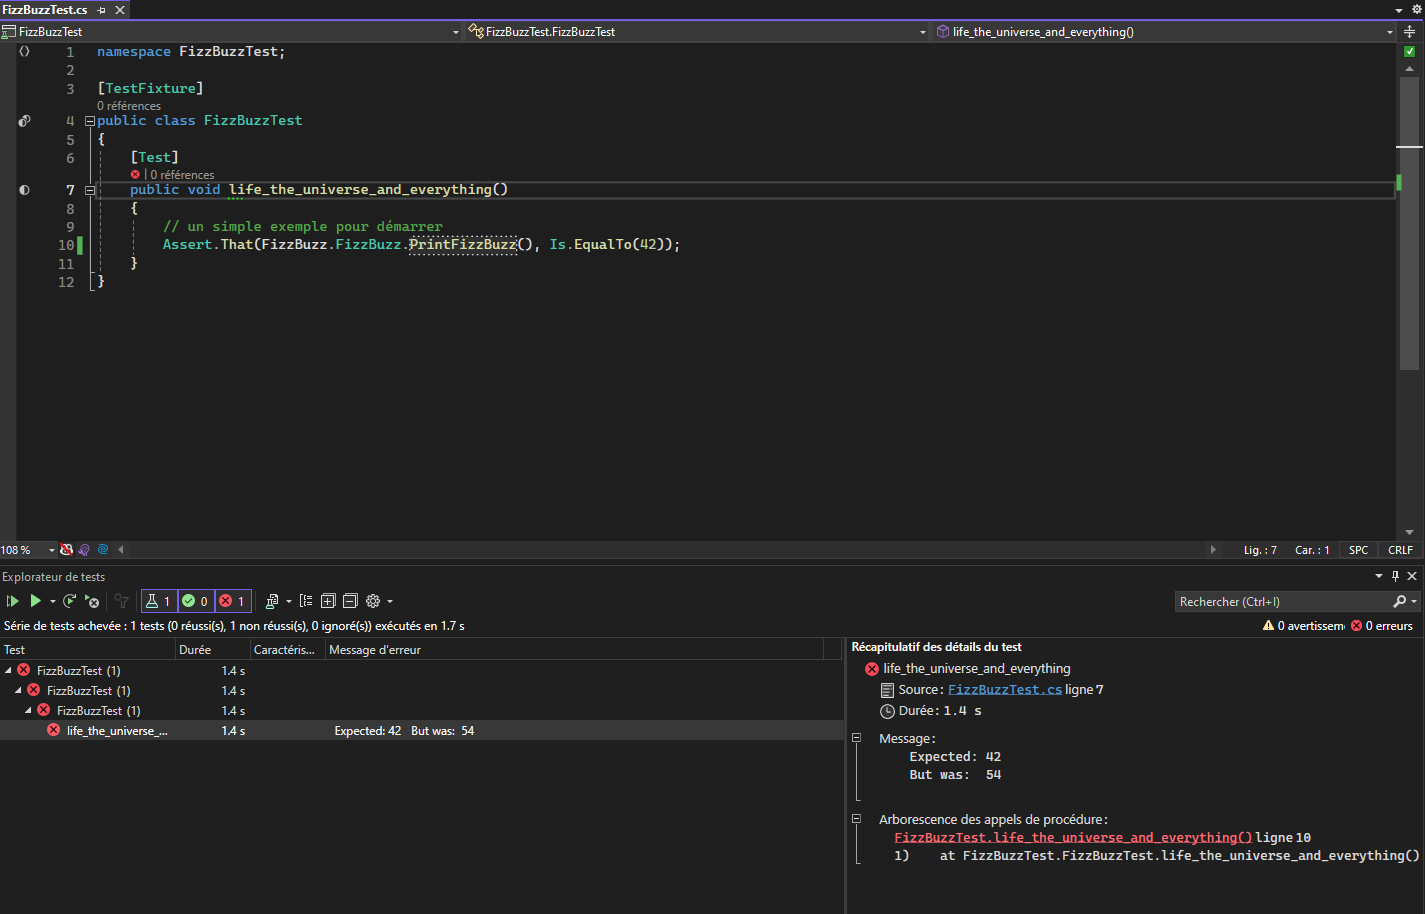 FizzBuzzTest.cs
FizzBuzzTest FizzBuzzTest.FizzBuzzTest life_the_universe_and_everything()
1 namespace FizzBuzzTest;
2
3 [TestFixture]
0 références
4 public class FizzBuzzTest
5 {
6 [Test]
| 0 références
7 public void life_the_universe_and_everything()
8 {
9 // un simple exemple pour démarrer
10 Assert.That(FizzBuzz.FizzBuzz.PrintFizzBuzz(), Is.EqualTo(42));
11 }
12 }
108 % Lig. : 7 Car. : 1 SPC CRLF
Explorateur de tests
1 0 1 Rechercher (Ctrl+I)
Série de tests achevée : 1 tests (0 réussi(s), 1 non réussi(s), 0 ignoré(s)) exécutés en 1.7 s 0 avertissem 0 erreurs
Test Durée Caractéris... Message d'erreur
FizzBuzzTest (1) 1.4 s
FizzBuzzTest (1) 1.4 s
FizzBuzzTest (1) 1.4 s
life_the_universe_... 1.4 s Expected: 42 But was: 54
Récapitulatif des détails du test
life_the_universe_and_everything
Source : FizzBuzzTest.cs ligne 7
Durée : 1.4 s
Message :
Expected: 42
But was: 54
Arborescence des appels de procédure :
FizzBuzzTest.life_the_universe_and_everything() ligne 10
1) at FizzBuzzTest.FizzBuzzTest.life_the_universe_and_everything()